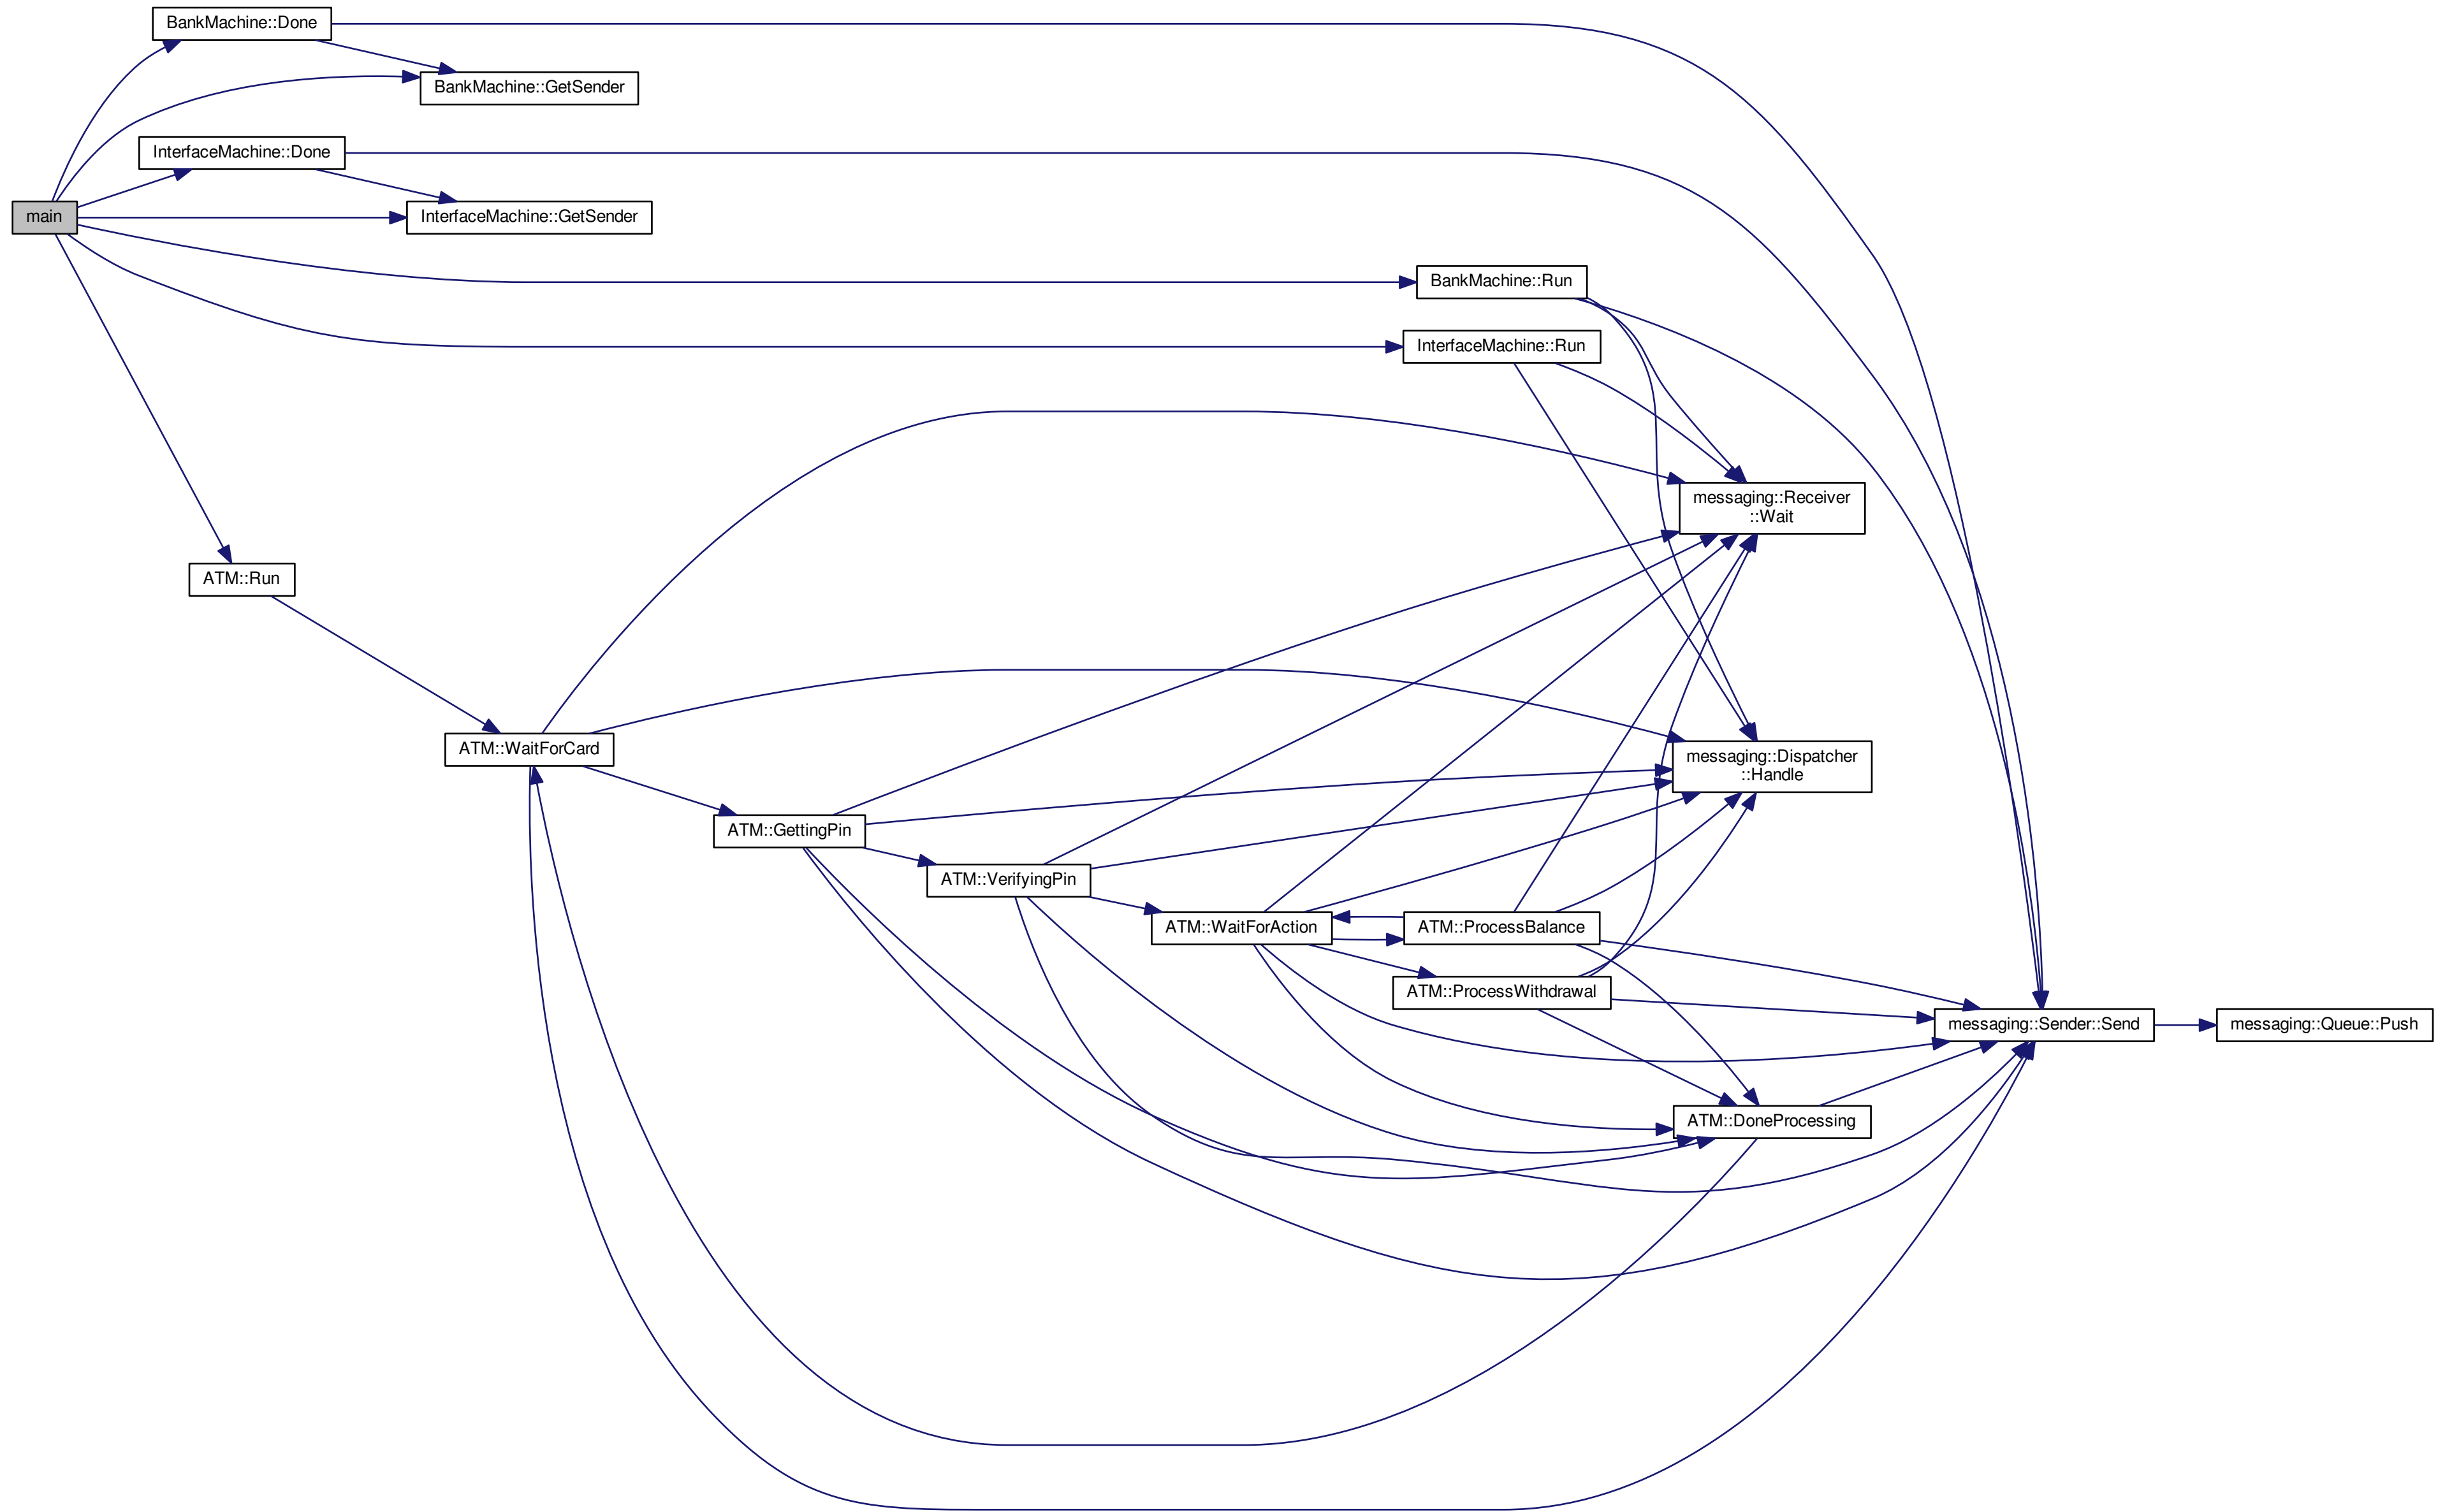 BankMachine::Done
BankMachine::GetSender
InterfaceMachine::Done
main
InterfaceMachine::GetSender
BankMachine::Run
InterfaceMachine::Run
messaging::Receiver
::Wait
ATM::Run
ATM::WaitForCard
messaging::Dispatcher
::Handle
ATM::GettingPin
ATM::VerifyingPin
ATM::WaitForAction
ATM::ProcessBalance
ATM::ProcessWithdrawal
messaging::Sender::Send
messaging::Queue::Push
ATM::DoneProcessing